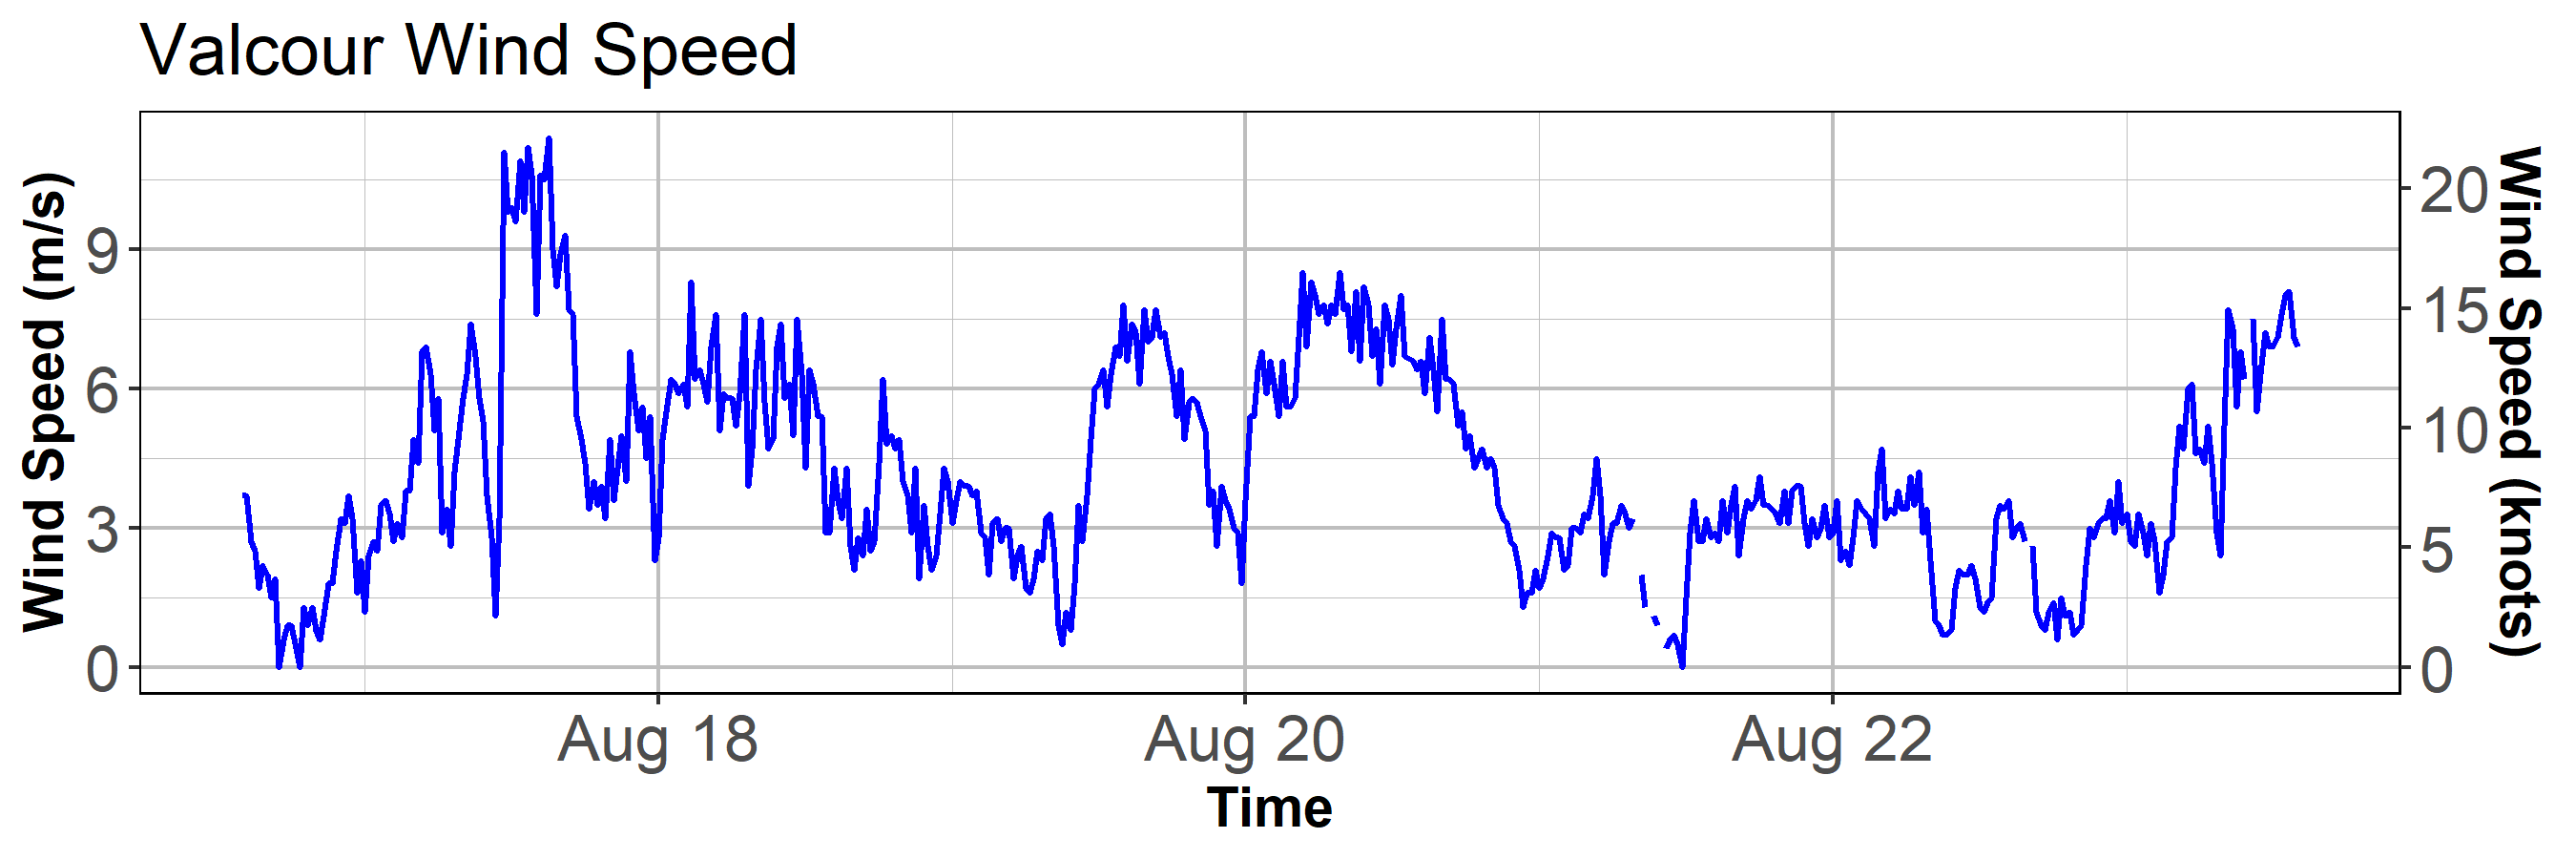 Valcour Wind Speed
Wind Speed (m/s)
9
6
3
0
20
15
10
5
0
Wind Speed (knots)
Aug 18
Aug 20
Aug 22
Time